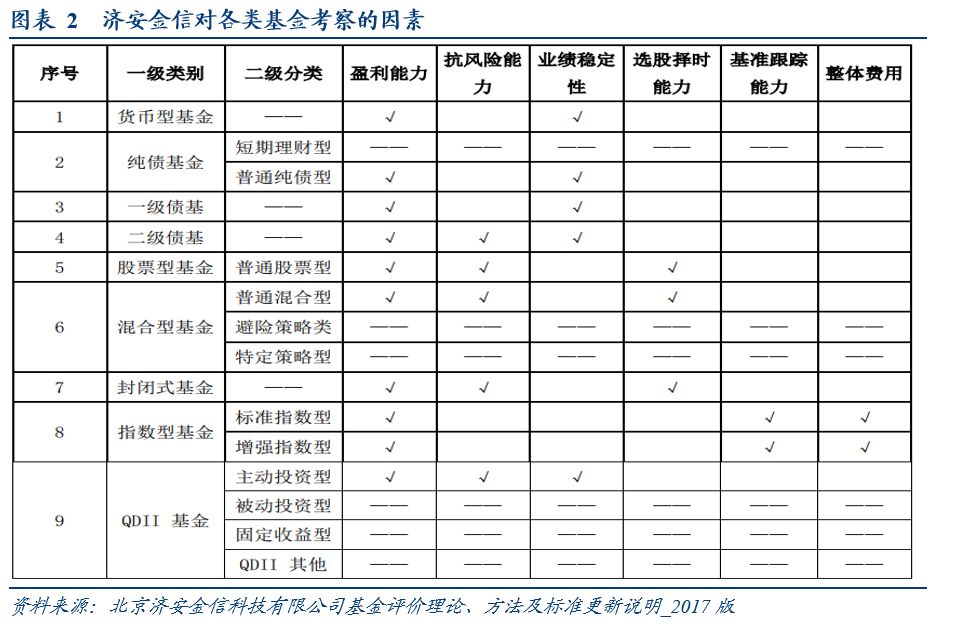 图表 2 济安金信对各类基金考察的因素
序号 一级类别 二级分类 盈利能力 抗风险能力 业绩稳定性 选股择时能力 基准跟踪能力 整体费用
1 货币型基金 —— √ √
2 纯债基金 短期理财型 —— —— —— —— —— ——
普通纯债型 √ √
3 一级债基 —— √ √
4 二级债基 —— √ √ √
5 股票型基金 普通股票型 √ √ √
6 混合型基金 普通混合型 √ √ √
避险策略类 —— —— —— —— —— ——
特定策略型 —— —— —— —— —— ——
7 封闭式基金 —— √ √ √
8 指数型基金 标准指数型 √ √ √
增强指数型 √ √ √
9 QDII 基金 主动投资型 √ √ √
被动投资型 —— —— —— —— —— ——
固定收益型 —— —— —— —— —— ——
QDII 其他 —— —— —— —— —— ——
资料来源：北京济安金信科技有限公司基金评价理论、方法及标准更新说明_2017 版